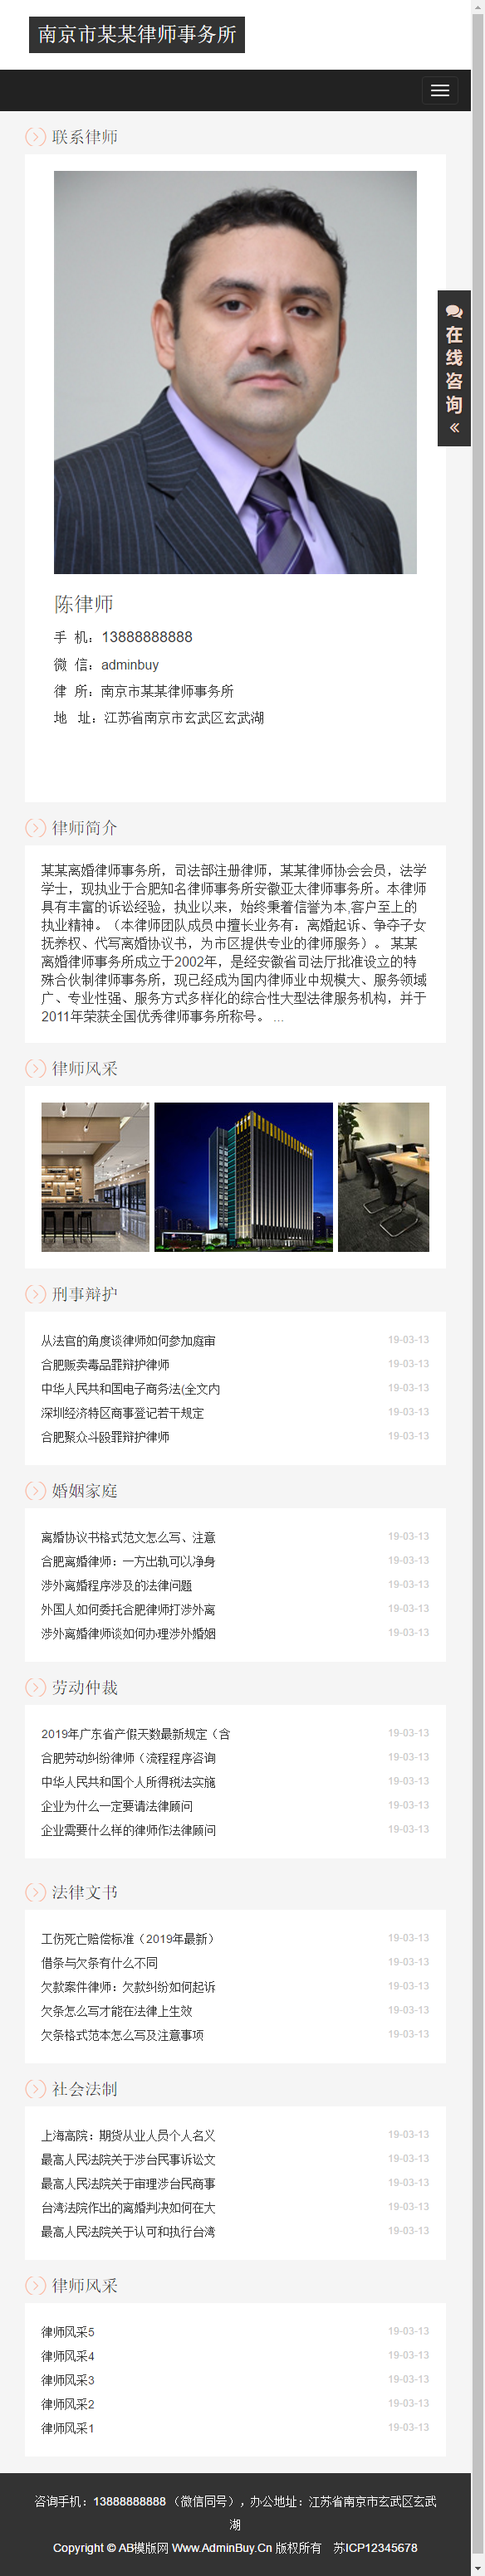 南京市某某律师事务所
联系律师
在线咨询
陈律师
手 机：13888888888
微 信：adminbuy
律 所：南京市某某律师事务所
地 址：江苏省南京市玄武区玄武湖
律师简介
某某离婚律师事务所，司法部注册律师，某某律师协会会员，法学
学士，现执业于合肥知名律师事务所安徽亚太律师事务所。本律师
具有丰富的诉讼经验，执业以来，始终秉着信誉为本,客户至上的
执业精神。（本律师团队成员中擅长业务有：离婚起诉、争夺子女
抚养权、代写离婚协议书，为市区提供专业的律师服务）。 某某
离婚律师事务所成立于2002年，是经安徽省司法厅批准设立的特
殊合伙制律师事务所，现已经成为国内律师业中规模大、服务领域
广、专业性强、服务方式多样化的综合性大型法律服务机构，并于
2011年荣获全国优秀律师事务所称号。 ...
律师风采
刑事辩护
从法官的角度谈律师如何参加庭审 19-03-13
合肥贩卖毒品罪辩护律师 19-03-13
中华人民共和国电子商务法(全文内 19-03-13
深圳经济特区商事登记若干规定 19-03-13
合肥聚众斗殴罪辩护律师 19-03-13
婚姻家庭
离婚协议书格式范文怎么写、注意 19-03-13
合肥离婚律师：一方出轨可以净身 19-03-13
涉外离婚程序涉及的法律问题 19-03-13
外国人如何委托合肥律师打涉外离 19-03-13
涉外离婚律师谈如何办理涉外婚姻 19-03-13
劳动仲裁
2019年广东省产假天数最新规定（含 19-03-13
合肥劳动纠纷律师（流程程序咨询 19-03-13
中华人民共和国个人所得税法实施 19-03-13
企业为什么一定要请法律顾问 19-03-13
企业需要什么样的律师作法律顾问 19-03-13
法律文书
工伤死亡赔偿标准（2019年最新） 19-03-13
借条与欠条有什么不同 19-03-13
欠款案件律师：欠款纠纷如何起诉 19-03-13
欠条怎么写才能在法律上生效 19-03-13
欠条格式范本怎么写及注意事项 19-03-13
社会法制
上海高院：期货从业人员个人名义 19-03-13
最高人民法院关于涉台民事诉讼文 19-03-13
最高人民法院关于审理涉台民商事 19-03-13
台湾法院作出的离婚判决如何在大 19-03-13
最高人民法院关于认可和执行台湾 19-03-13
律师风采
律师风采5 19-03-13
律师风采4 19-03-13
律师风采3 19-03-13
律师风采2 19-03-13
律师风采1 19-03-13
咨询手机：13888888888 （微信同号），办公地址：江苏省南京市玄武区玄武
湖
Copyright © AB模版网 Www.AdminBuy.Cn 版权所有 苏ICP12345678